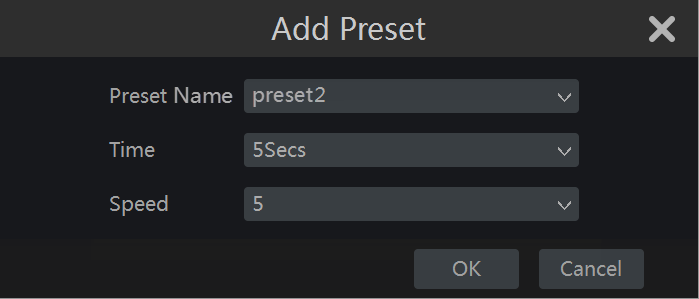 Add Preset
Preset Name preset2
Time 5Secs
Speed 5
OK Cancel